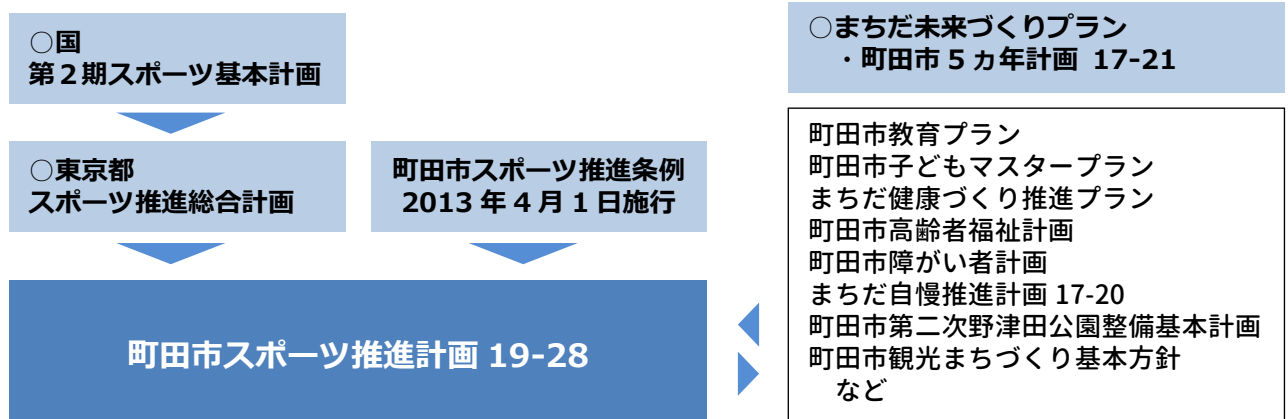 ○国
第２期スポーツ基本計画
○東京都
スポーツ推進総合計画
町田市スポーツ推進条例
2013 年 4 月 1 日施行
町田市スポーツ推進計画 19-28
○まちだ未来づくりプラン
・町田市 5 ヵ年計画 17-21
町田市教育プラン
町田市子どもマスタープラン
まちだ健康づくり推進プラン
町田市高齢者福祉計画
町田市障がい者計画
まちだ自慢推進計画 17-20
町田市第二次野津田公園整備基本計画
町田市観光まちづくり基本方針
など